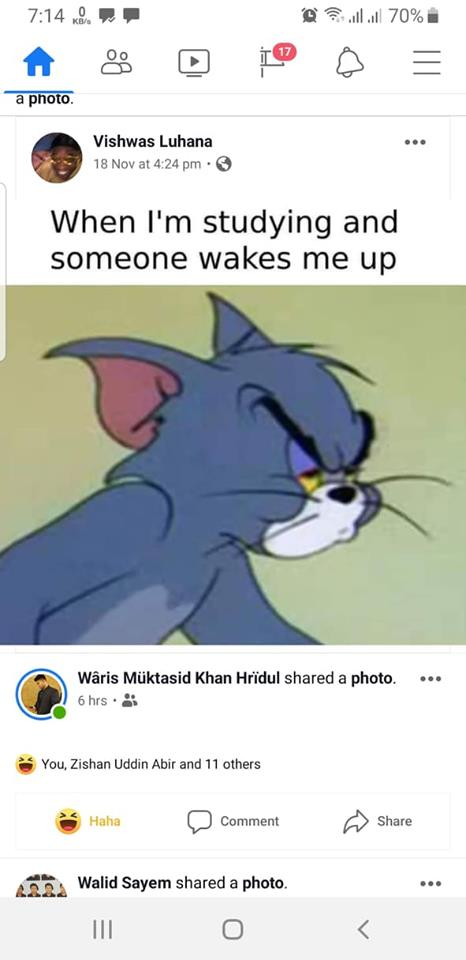 7:14 0 KB/s 70%
17
a photo.
Vishwas Luhana
18 Nov at 4:24 pm ·
When I'm studying and
someone wakes me up
Wâris Müktasid Khan Hrïdul shared a photo.
6 hrs ·
You, Zishan Uddin Abir and 11 others
Haha Comment Share
Walid Sayem shared a photo.